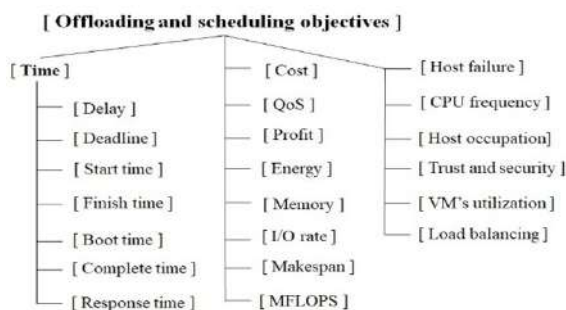 [ Offloading and scheduling objectives ]
[ Time ]
[ Delay ]
[ Deadline ]
[ Start time ]
[ Finish time ]
[ Boot time ]
[ Complete time ]
[ Response time ]
[ Cost ]
[ QoS ]
[ Profit ]
[ Energy ]
[ Memory ]
[ I/O rate ]
[ Makespan ]
[ MFLOPS ]
[ Host failure ]
[ CPU frequency ]
[ Host occupation]
[ Trust and security ]
[ VM's utilization ]
[ Load balancing ]